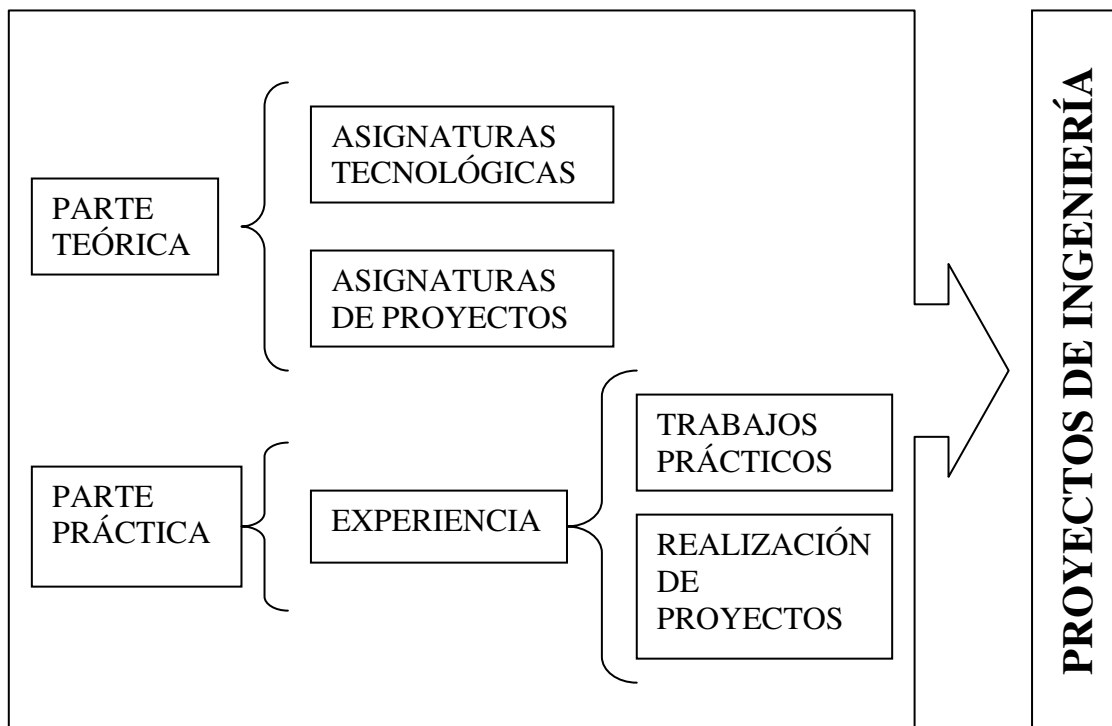 PARTE
TEÓRICA
ASIGNATURAS
TECNOLÓGICAS
ASIGNATURAS
DE PROYECTOS
PARTE
PRÁCTICA
EXPERIENCIA
TRABAJOS
PRÁCTICOS
REALIZACIÓN
DE
PROYECTOS
PROYECTOS DE INGENIERÍA